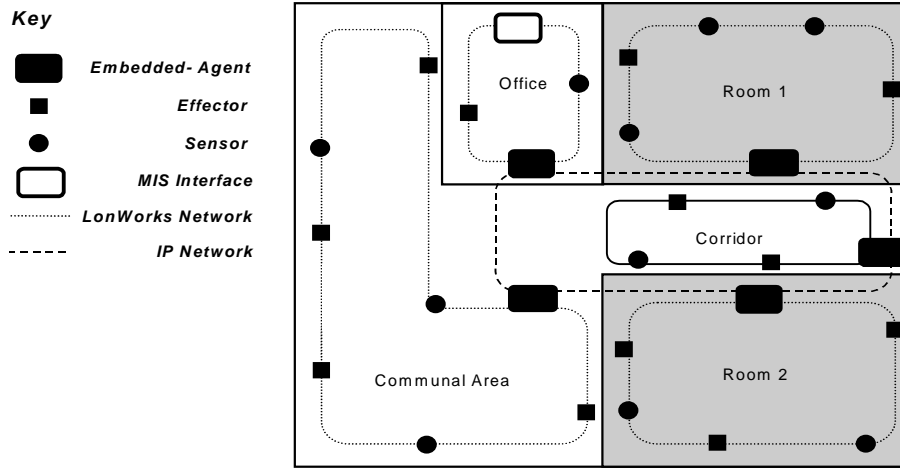 Key
Embedded- Agent
Effector
Sensor
MIS Interface
LonWorks Network
IP Network
Office
Room 1
Corridor
Communal Area
Room 2